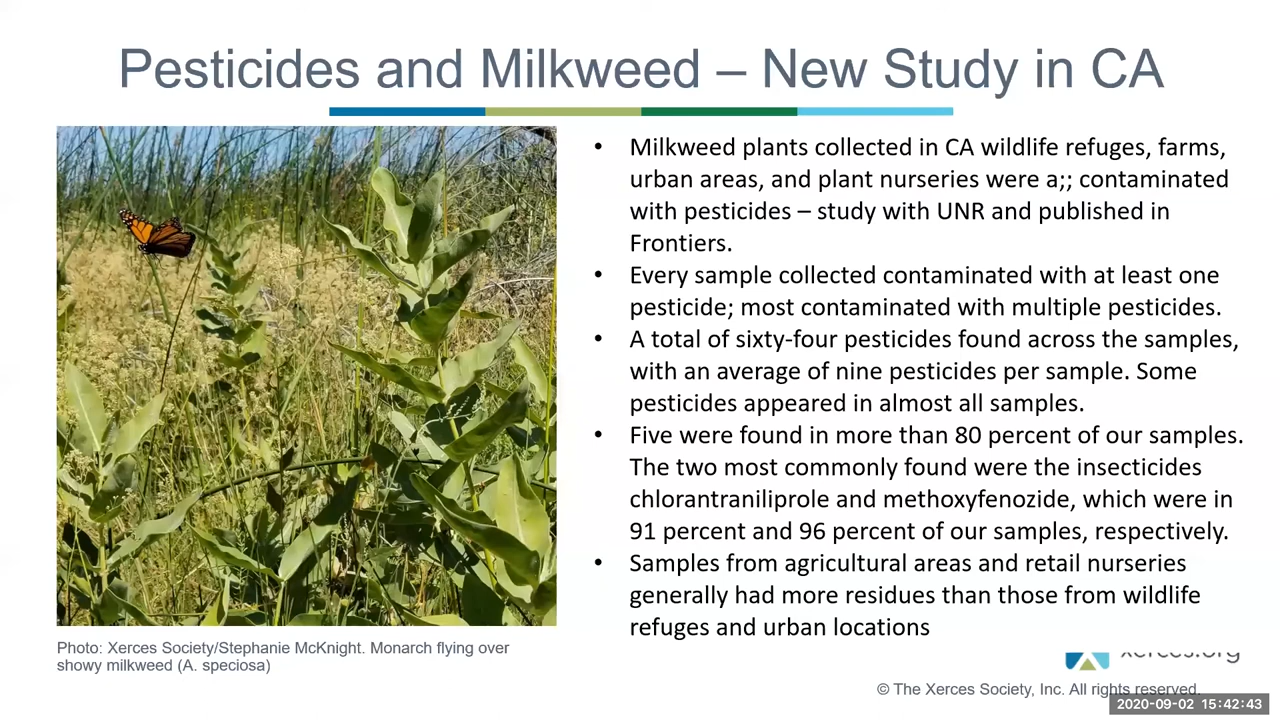 Pesticides and Milkweed – New Study in CA
• Milkweed plants collected in CA wildlife refuges, farms,
urban areas, and plant nurseries were a;; contaminated
with pesticides – study with UNR and published in
Frontiers.
• Every sample collected contaminated with at least one
pesticide; most contaminated with multiple pesticides.
• A total of sixty-four pesticides found across the samples,
with an average of nine pesticides per sample. Some
pesticides appeared in almost all samples.
• Five were found in more than 80 percent of our samples.
The two most commonly found were the insecticides
chlorantraniliprole and methoxyfenozide, which were in
91 percent and 96 percent of our samples, respectively.
• Samples from agricultural areas and retail nurseries
generally had more residues than those from wildlife
refuges and urban locations
Photo: Xerces Society/Stephanie McKnight. Monarch flying over
showy milkweed (A. speciosa)
xerces.org
© The Xerces Society, Inc. All rights reserved.
2020-09-02 15:42:43